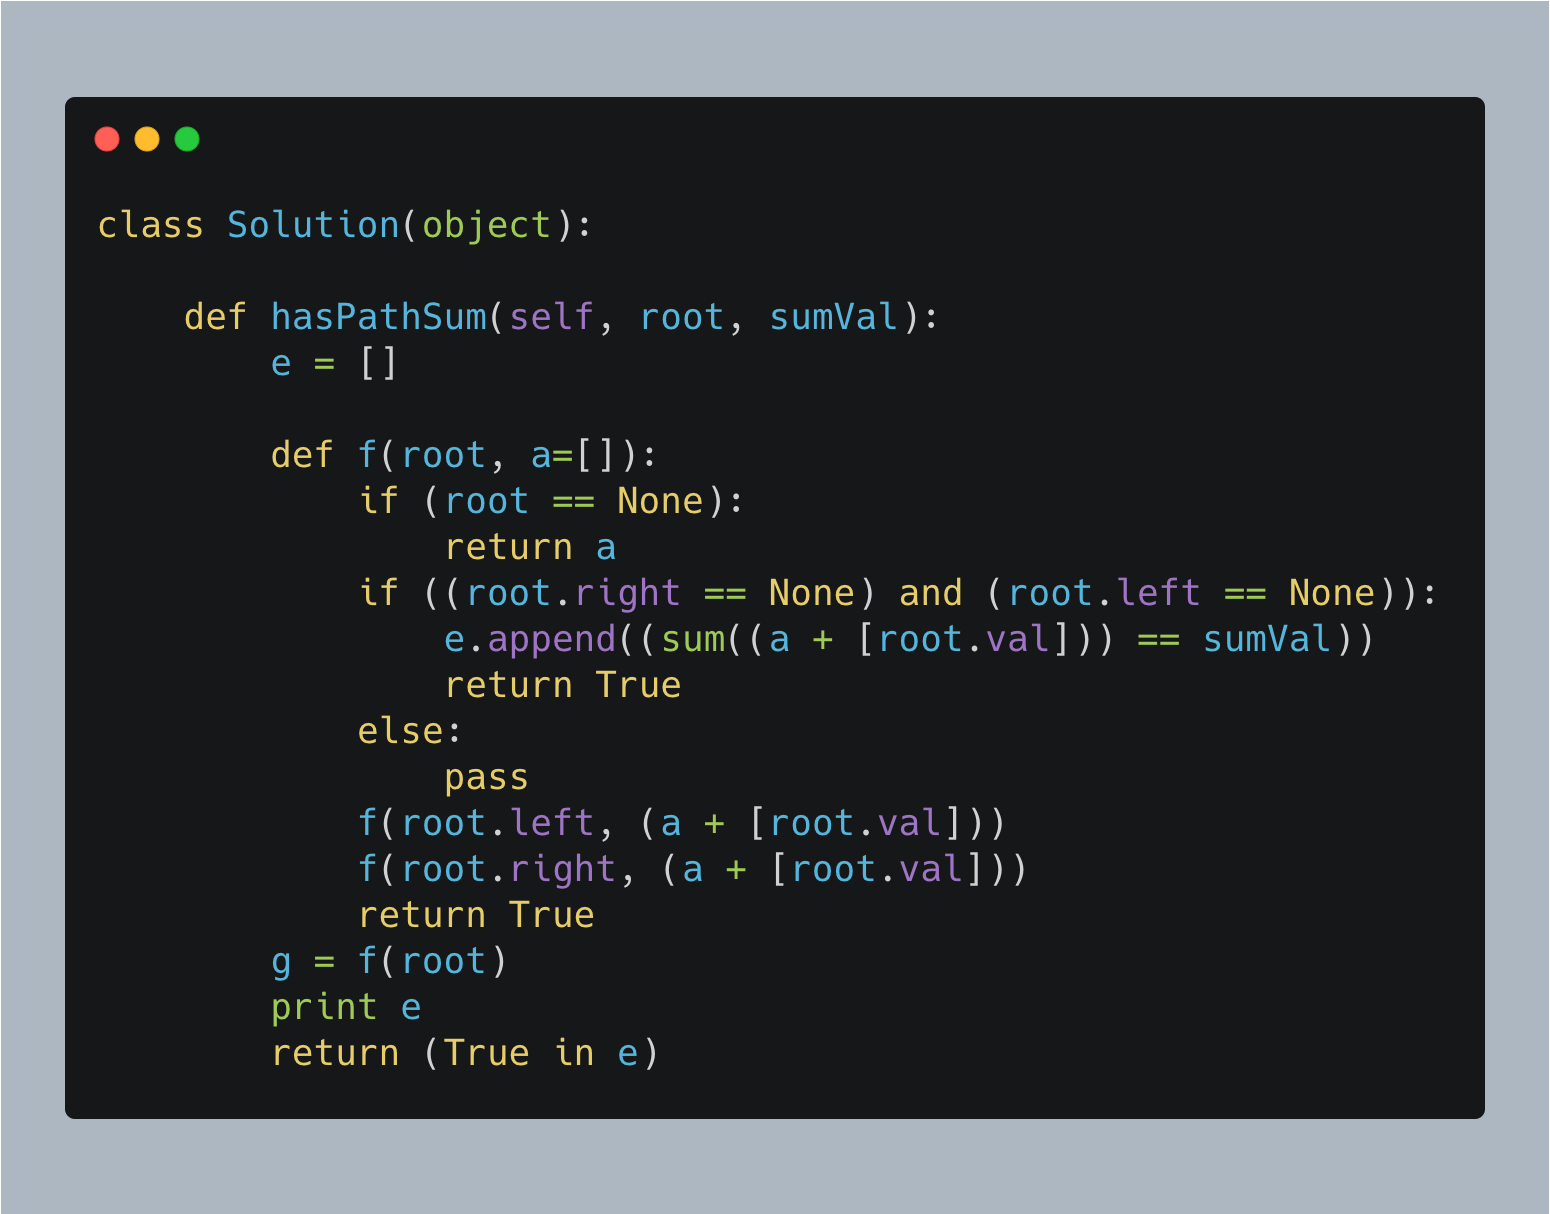 class Solution(object):

    def hasPathSum(self, root, sumVal):
        e = []

        def f(root, a=[]):
            if (root == None):
                return a
            if ((root.right == None) and (root.left == None)):
                e.append((sum((a + [root.val])) == sumVal))
                return True
            else:
                pass
            f(root.left, (a + [root.val]))
            f(root.right, (a + [root.val]))
            return True
        g = f(root)
        print e
        return (True in e)